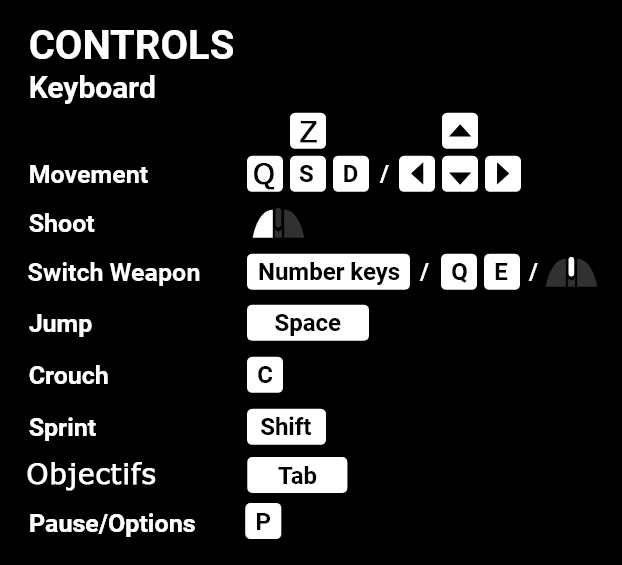 CONTROLS
Keyboard
Z
Movement Q S D /
Shoot
Switch Weapon Number keys / Q E /
Jump Space
Crouch C
Sprint Shift
Objectifs Tab
Pause/Options P